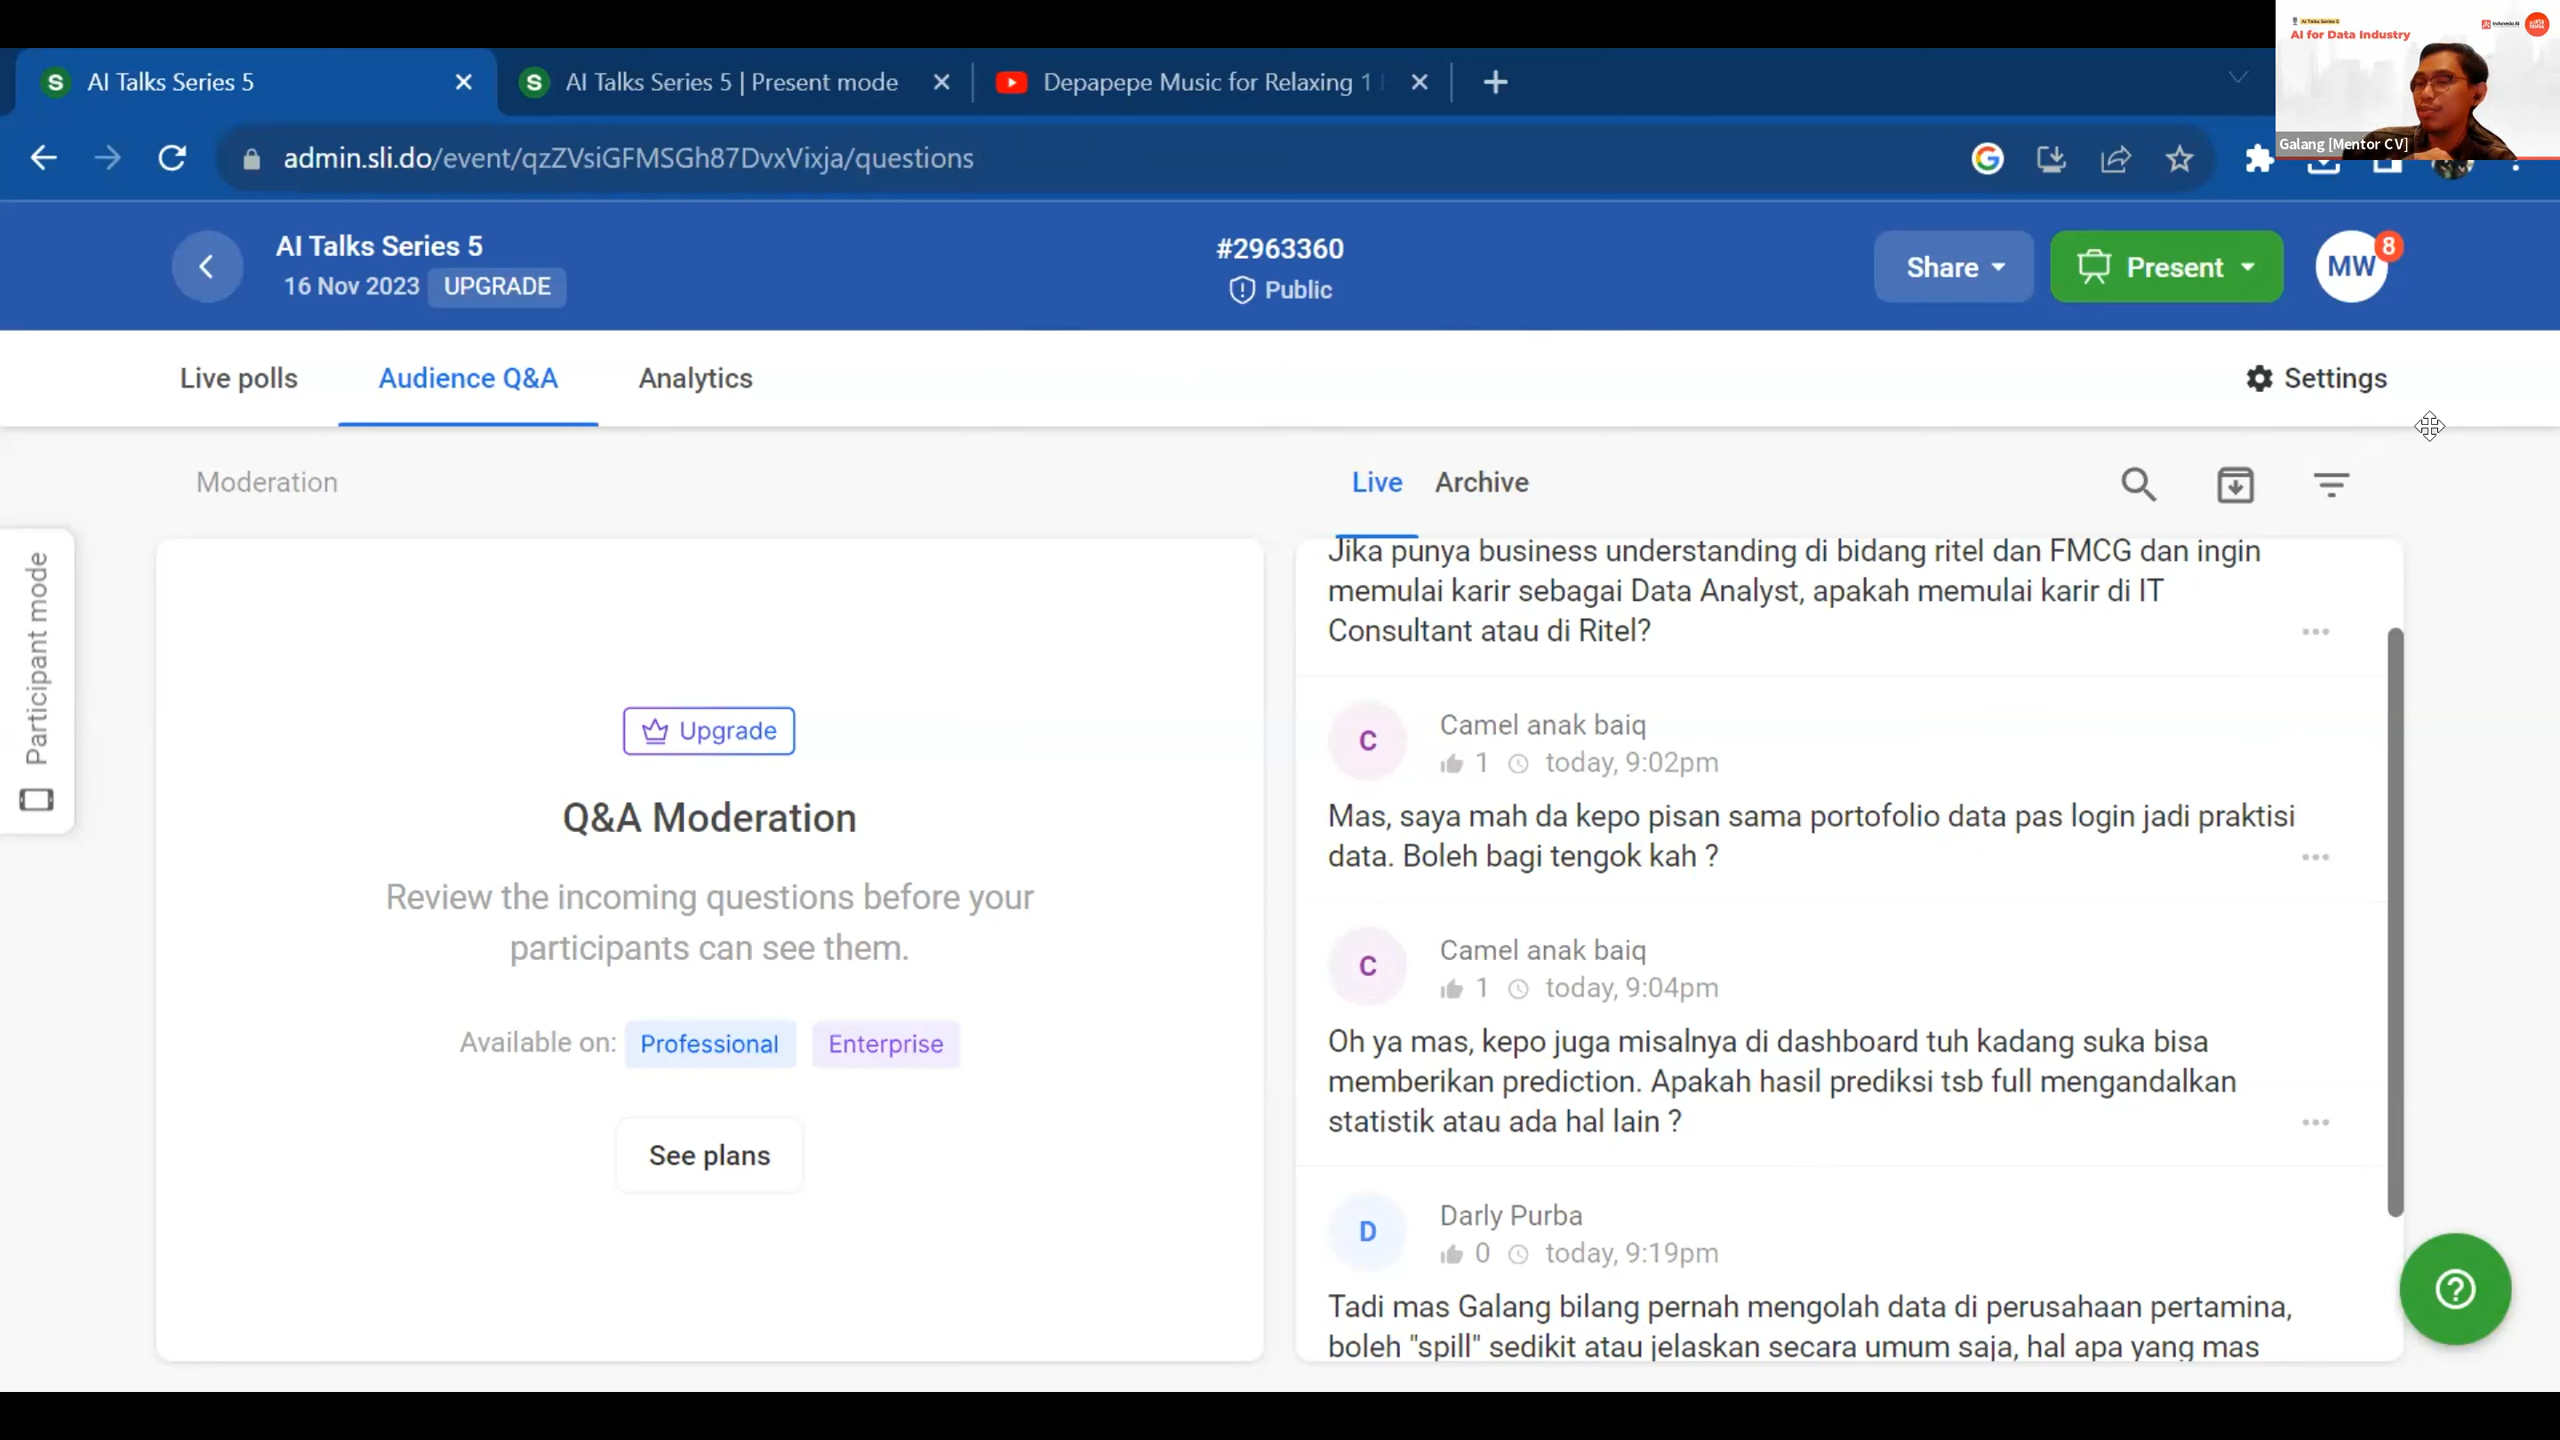 AI Talks Series 5
AI Talks Series 5 | Present mode
Depapepe Music for Relaxing 1
AI Talks Series 5
AI for Data Industry
Galang [Mentor CV]
admin.sli.do/event/qzZVsiGFMSGh87DvxVixja/questions
AI Talks Series 5
16 Nov 2023 UPGRADE
#2963360
Public
Share
Present
MW
8
Live polls
Audience Q&A
Analytics
Settings
Participant mode
Moderation
Upgrade
Q&A Moderation
Review the incoming questions before your
participants can see them.
Available on: Professional Enterprise
See plans
Live
Archive
Jika punya business understanding di bidang ritel dan FMCG dan ingin
memulai karir sebagai Data Analyst, apakah memulai karir di IT
Consultant atau di Ritel?
C
Camel anak baiq
1 today, 9:02pm
Mas, saya mah da kepo pisan sama portofolio data pas login jadi praktisi
data. Boleh bagi tengok kah ?
C
Camel anak baiq
1 today, 9:04pm
Oh ya mas, kepo juga misalnya di dashboard tuh kadang suka bisa
memberikan prediction. Apakah hasil prediksi tsb full mengandalkan
statistik atau ada hal lain ?
D
Darly Purba
0 today, 9:19pm
Tadi mas Galang bilang pernah mengolah data di perusahaan pertamina,
boleh "spill" sedikit atau jelaskan secara umum saja, hal apa yang mas